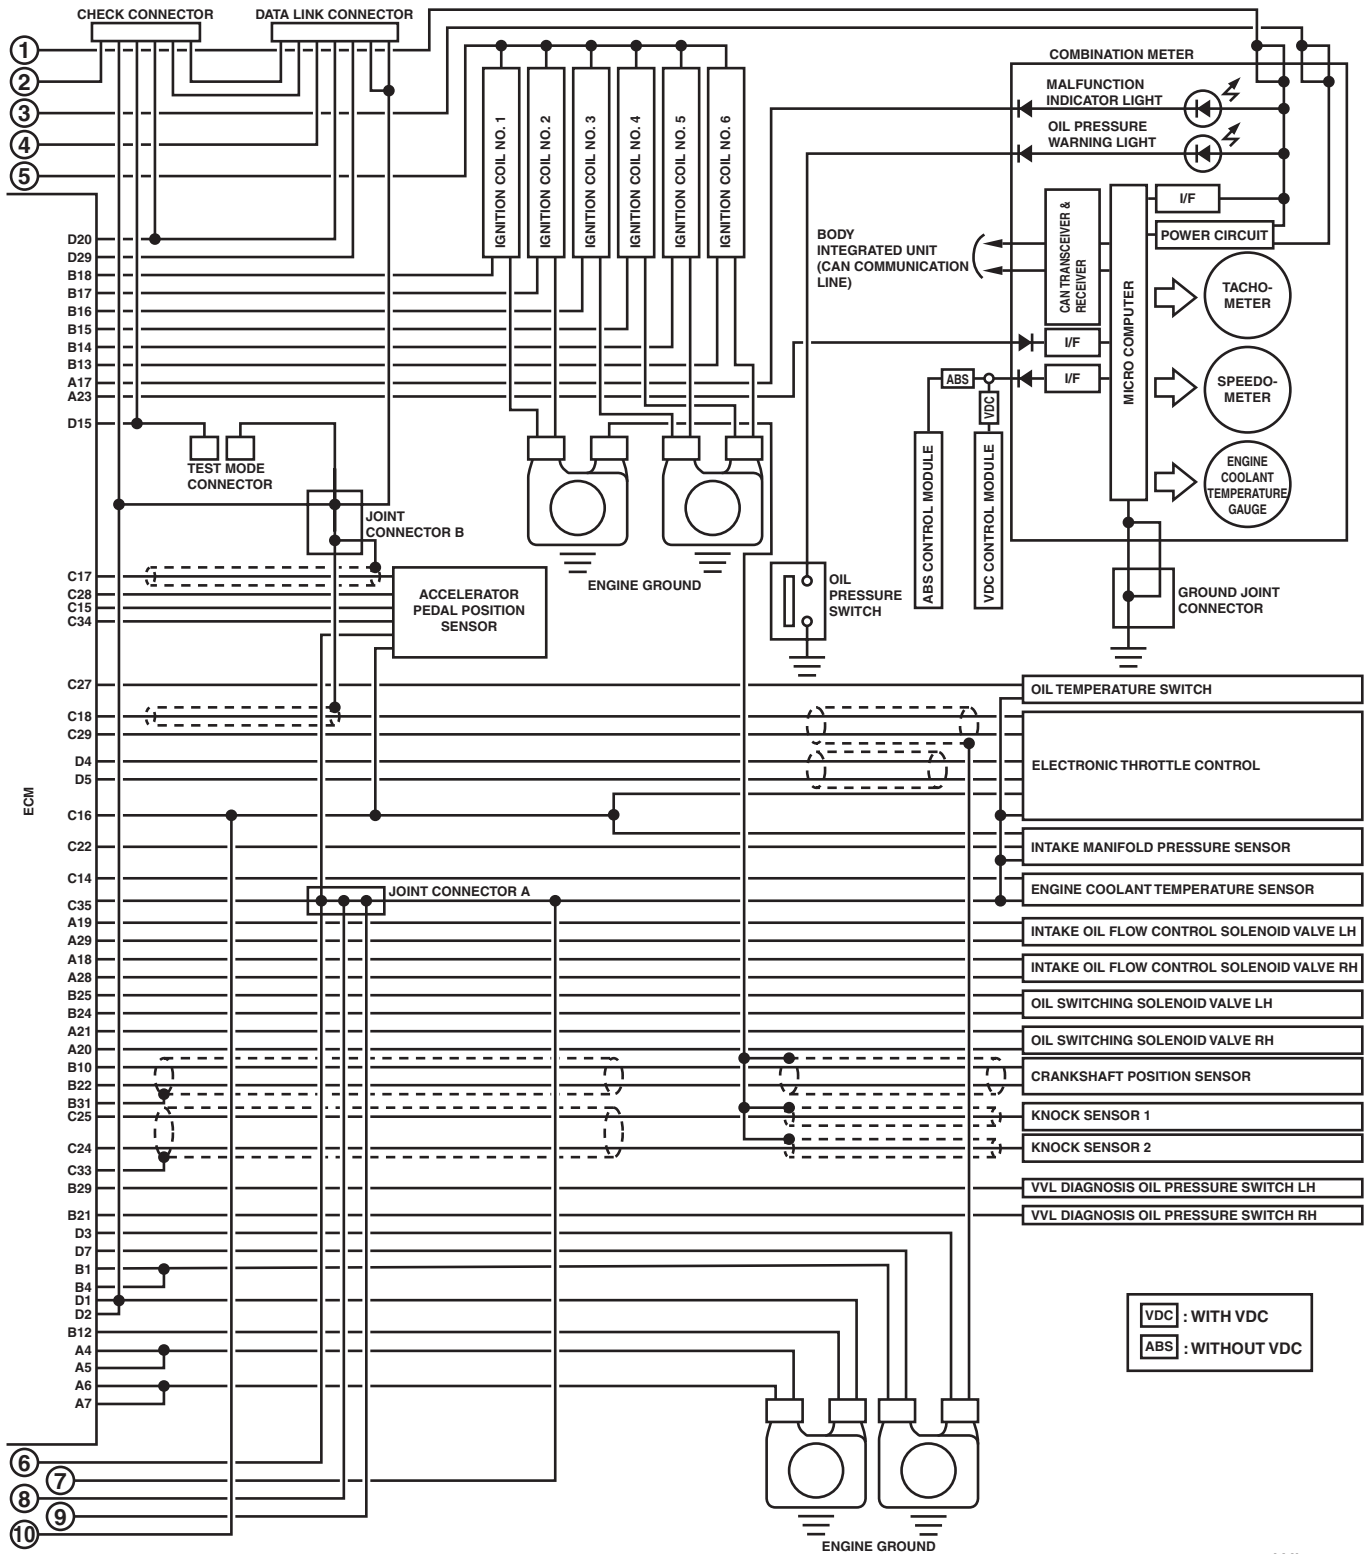 CHECK CONNECTOR
DATA LINK CONNECTOR
1
2
3
4
5
COMBINATION METER
MALFUNCTION
INDICATOR LIGHT
OIL PRESSURE
WARNING LIGHT
IGNITION COIL NO. 1
IGNITION COIL NO. 2
IGNITION COIL NO. 3
IGNITION COIL NO. 4
IGNITION COIL NO. 5
IGNITION COIL NO. 6
I/F
POWER CIRCUIT
CAN TRANSCEIVER &
RECEIVER
MICRO COMPUTER
BODY
INTEGRATED UNIT
(CAN COMMUNICATION
LINE)
TACHO-
METER
I/F
I/F
ABS
VDC
SPEEDO-
METER
ENGINE
COOLANT
TEMPERATURE
GAUGE
ABS CONTROL MODULE
VDC CONTROL MODULE
D20
D29
B18
B17
B16
B15
B14
B13
A17
A23
D15
TEST MODE
CONNECTOR
JOINT
CONNECTOR B
ENGINE GROUND
OIL
PRESSURE
SWITCH
GROUND JOINT
CONNECTOR
C17
C28
C15
C34
ACCELERATOR
PEDAL POSITION
SENSOR
C27
C18
C29
D4
D5
ECM
C16
C22
C14
C35
A19
A29
A18
A28
B25
B24
A21
A20
B10
B22
B31
C25
C24
C33
B29
B21
D3
D7
B1
B4
D1
D2
B12
A4
A5
A6
A7
JOINT CONNECTOR A
OIL TEMPERATURE SWITCH
ELECTRONIC THROTTLE CONTROL
INTAKE MANIFOLD PRESSURE SENSOR
ENGINE COOLANT TEMPERATURE SENSOR
INTAKE OIL FLOW CONTROL SOLENOID VALVE LH
INTAKE OIL FLOW CONTROL SOLENOID VALVE RH
OIL SWITCHING SOLENOID VALVE LH
OIL SWITCHING SOLENOID VALVE RH
CRANKSHAFT POSITION SENSOR
KNOCK SENSOR 1
KNOCK SENSOR 2
VVL DIAGNOSIS OIL PRESSURE SWITCH LH
VVL DIAGNOSIS OIL PRESSURE SWITCH RH
VDC : WITH VDC
ABS : WITHOUT VDC
6
7
8
9
10
ENGINE GROUND